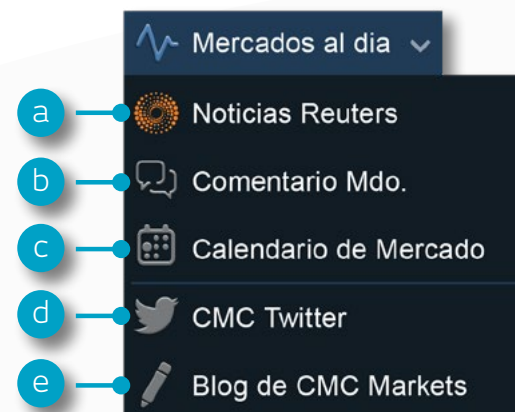 Mercados al dia
a Noticias Reuters
b Comentario Mdo.
c Calendario de Mercado
d CMC Twitter
e Blog de CMC Markets